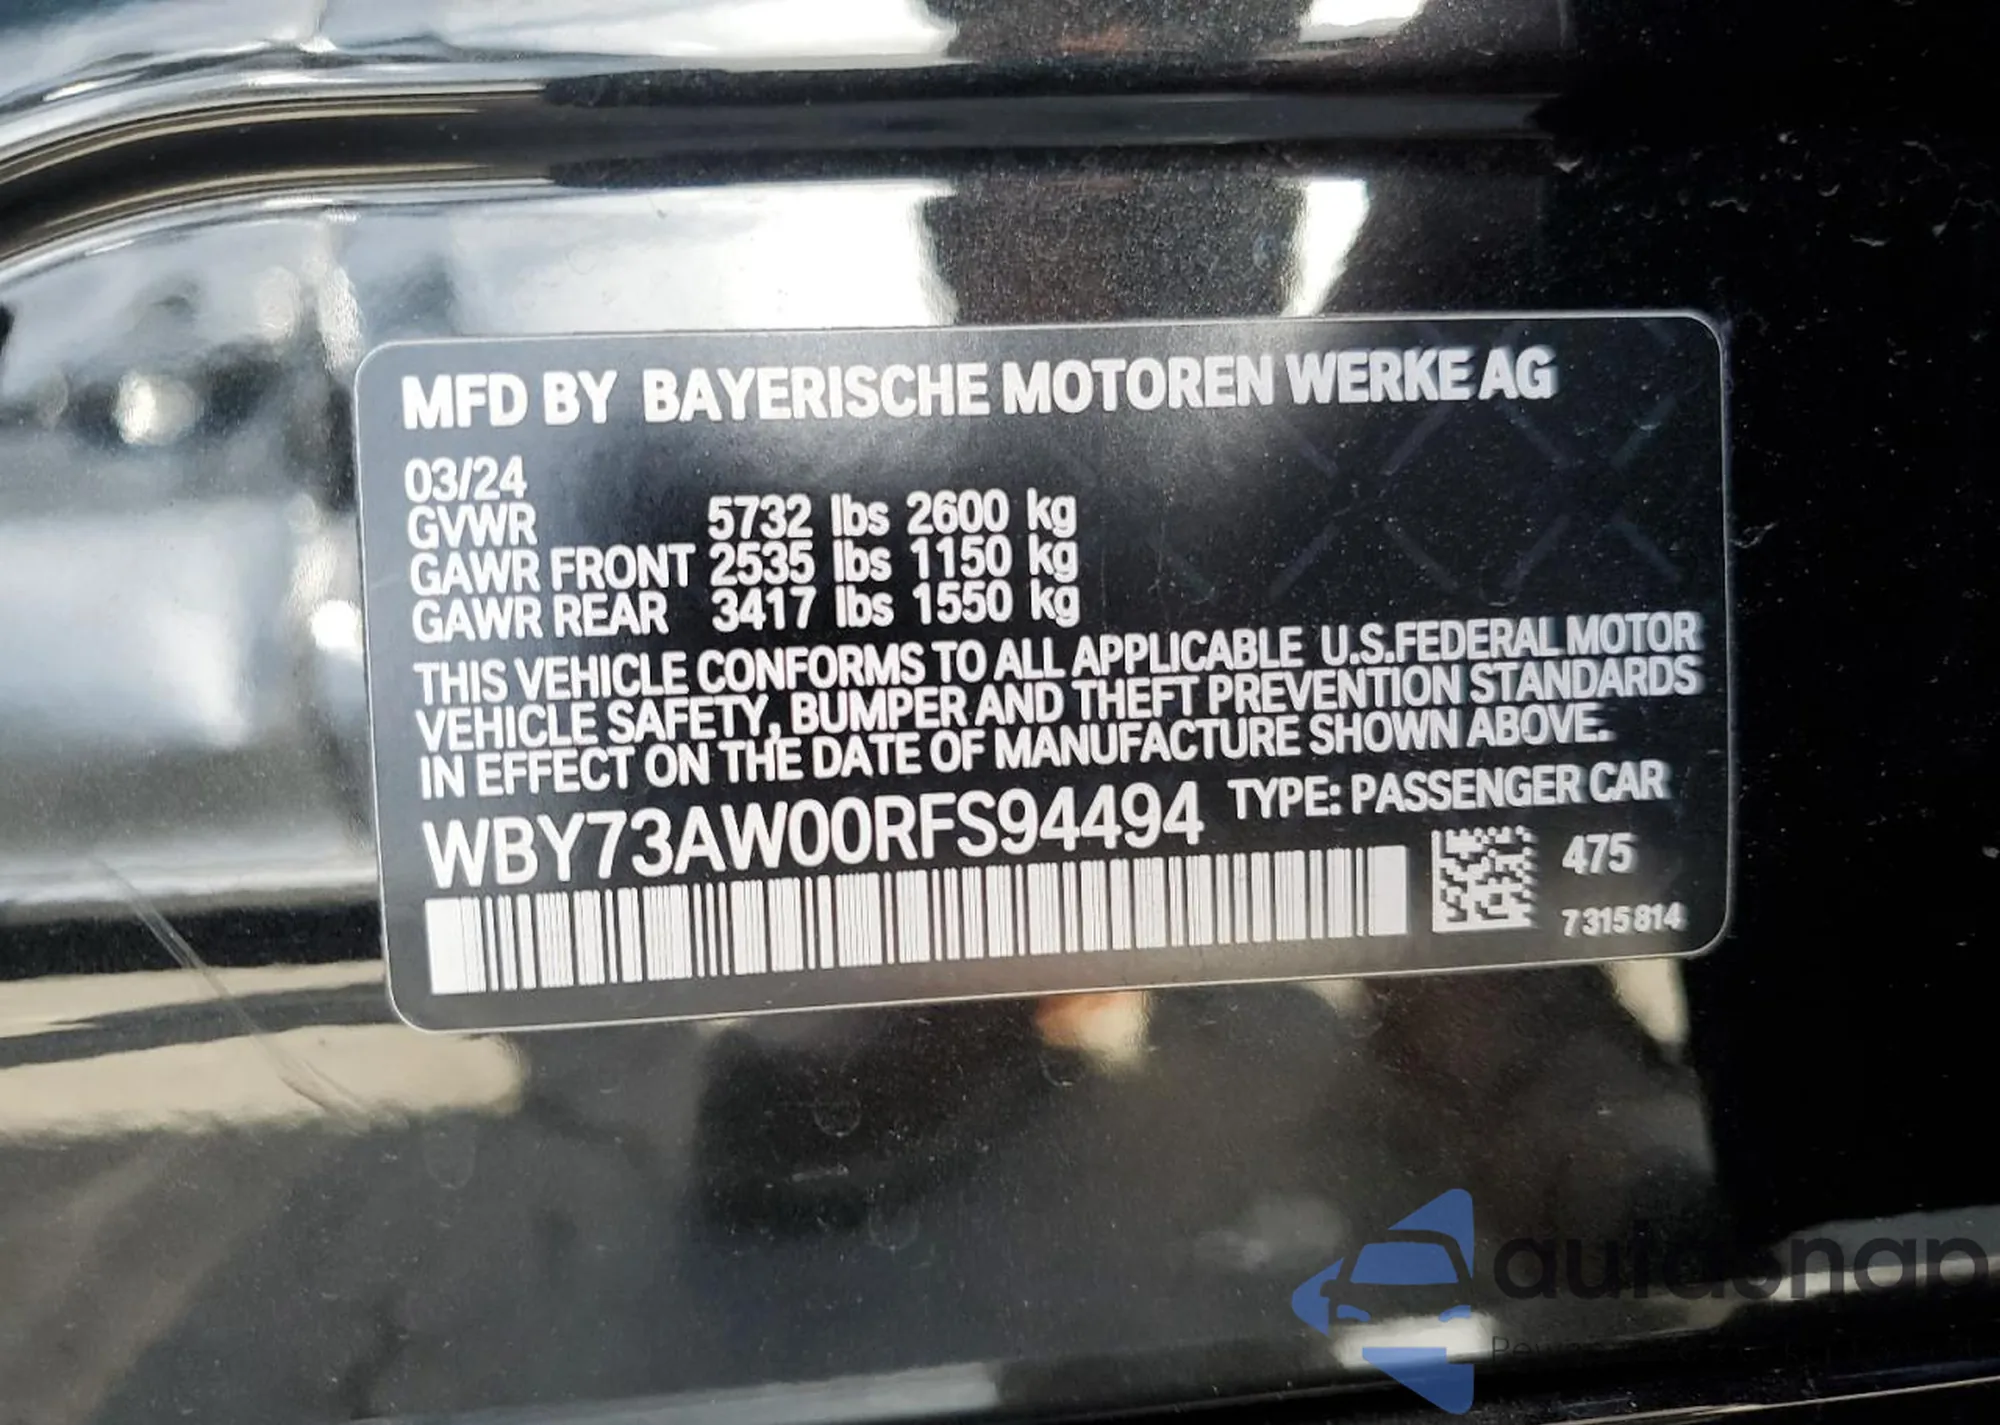 MFD BY BAYERISCHE MOTOREN WERKE AG
03/24
GVWR 5732 lbs 2600 kg
GAWR FRONT 2535 lbs 1150 kg
GAWR REAR 3417 lbs 1550 kg
THIS VEHICLE CONFORMS TO ALL APPLICABLE U.S.FEDERAL MOTOR
VEHICLE SAFETY, BUMPER AND THEFT PREVENTION STANDARDS
IN EFFECT ON THE DATE OF MANUFACTURE SHOWN ABOVE.
WBY73AW00RFS94494 TYPE: PASSENGER CAR
475
7315814
autosnap